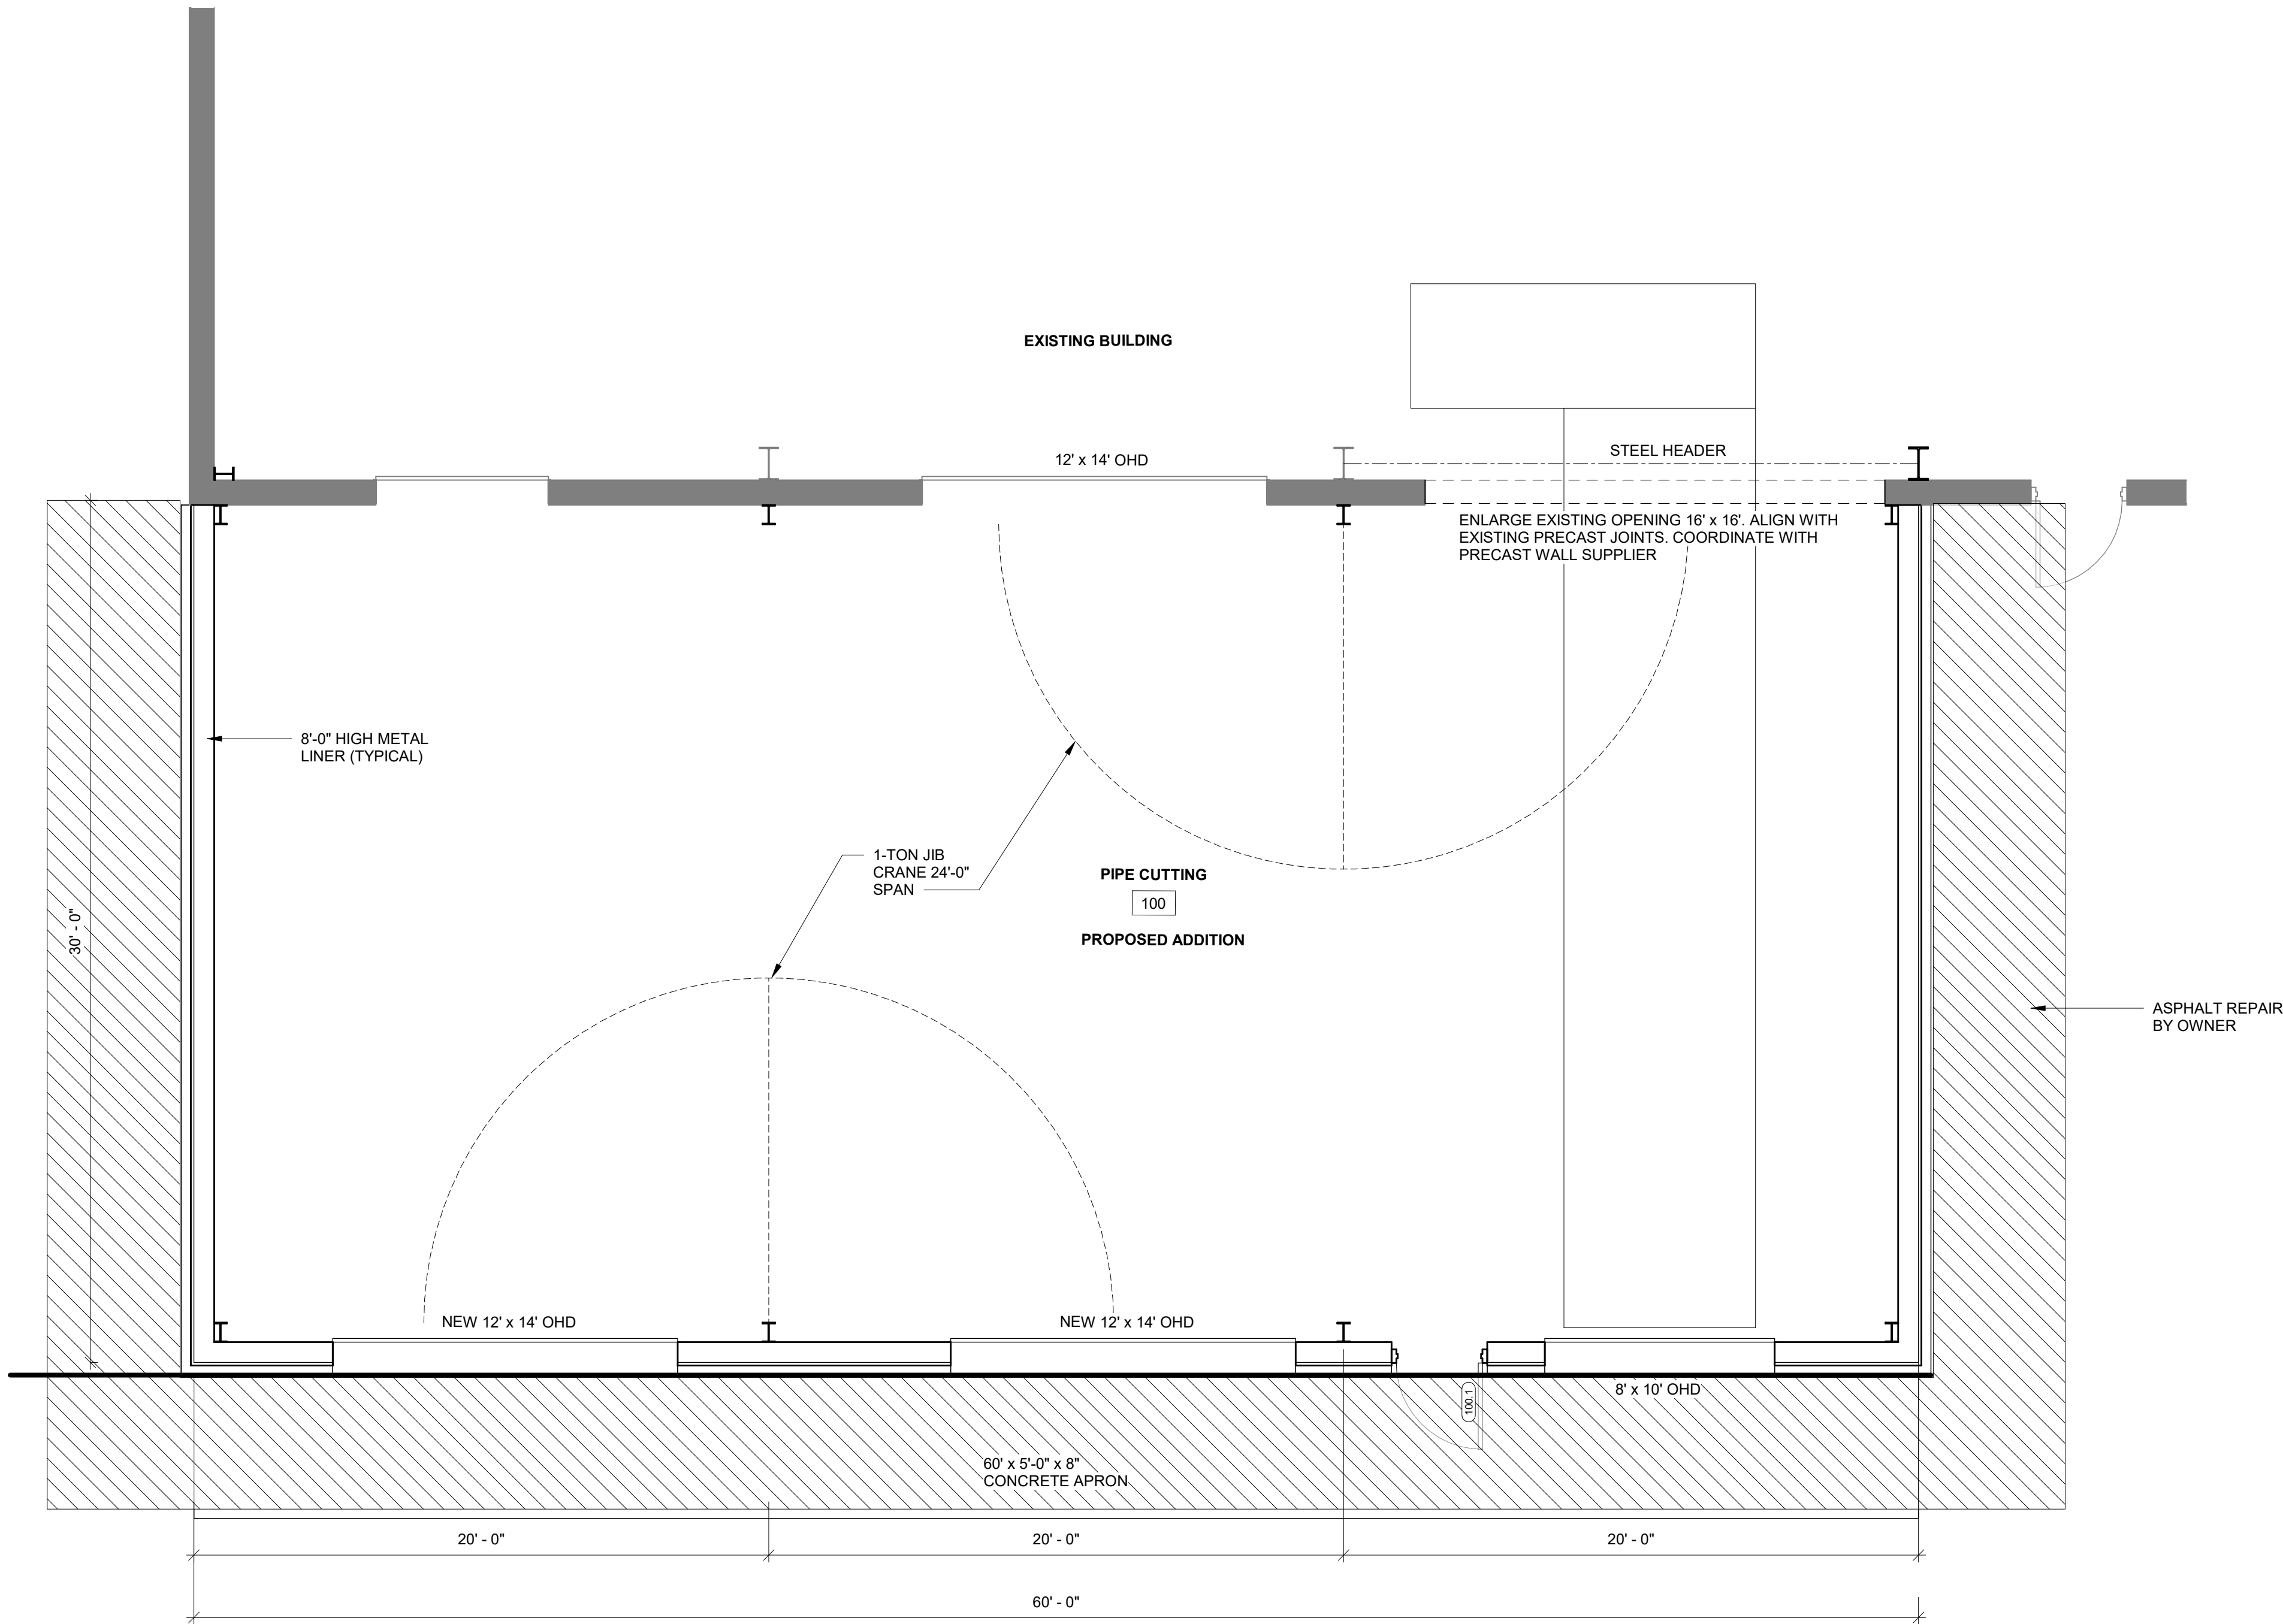 EXISTING BUILDING
12' x 14' OHD
STEEL HEADER
ENLARGE EXISTING OPENING 16' x 16'. ALIGN WITH
EXISTING PRECAST JOINTS. COORDINATE WITH
PRECAST WALL SUPPLIER
8'-0" HIGH METAL
LINER (TYPICAL)
1-TON JIB
CRANE 24'-0"
SPAN
PIPE CUTTING
100
PROPOSED ADDITION
30' - 0"
ASPHALT REPAIR
BY OWNER
NEW 12' x 14' OHD
NEW 12' x 14' OHD
8' x 10' OHD
100.1
60' x 5'-0" x 8"
CONCRETE APRON
20' - 0"
20' - 0"
20' - 0"
60' - 0"